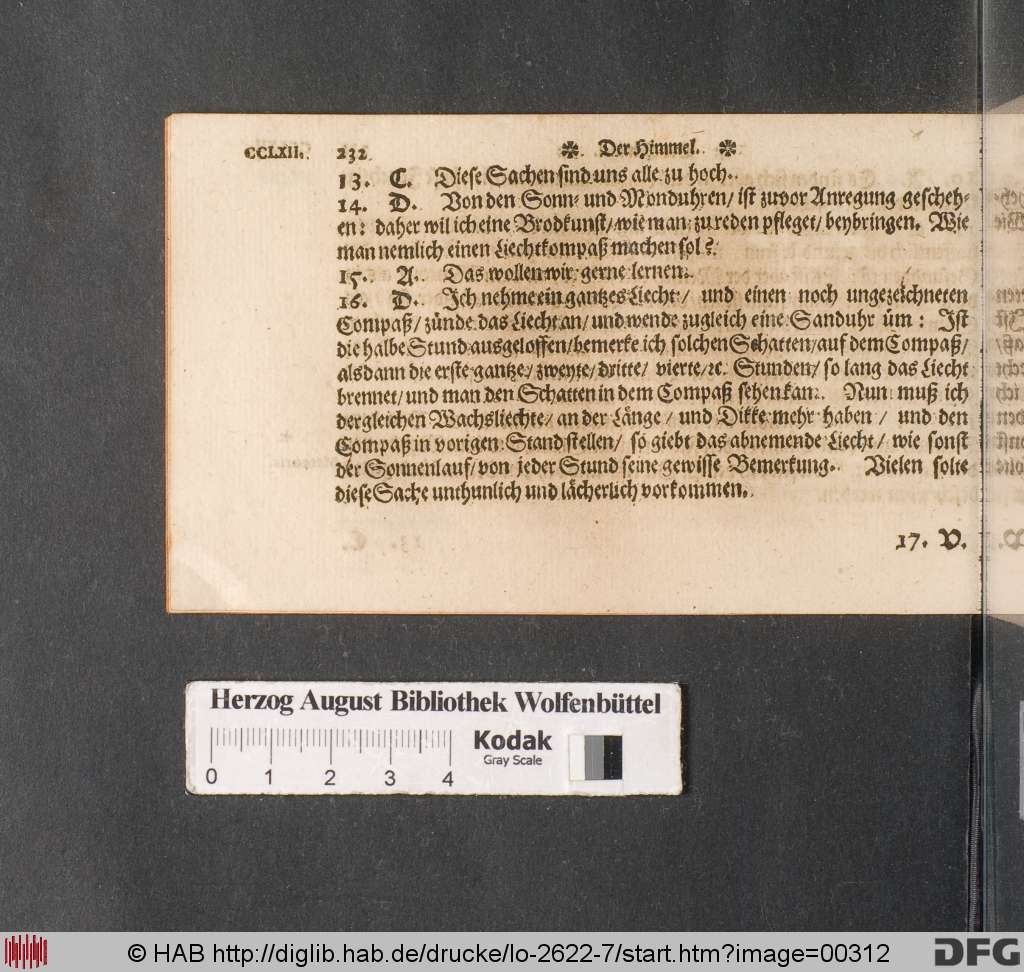 CCLXII. 232 ✼ Der Himmel. ✼
13. C. Dieſe Sachen ſind uns alle zu hoch.
14. D. Von den Sonn- und Monduhren/ iſt zuvor Anregung geſcheh-
en: daher wil ich eine Brodkunſt/ wie man zu reden pfleget/ beybringen. Wie
man nemlich einen Liechtkompaß machen ſol?
15. A. Das wollen wir gerne lernen.
16. D. Ich nehme ein gantzes Liecht/ und einen noch ungezeichneten
Compaß/ zünde das Liecht an/ und wende zugleich eine Sanduhr üm: Iſt
die halbe Stund ausgeloffen/ bemerke ich ſolchen Schatten/ auf dem Compaß/
alsdann die erſte gantze/ zweyte/ dritte/ vierte/ ꝛc. Stunden/ ſo lang das Liecht
brennet/ und man den Schatten in dem Compaß ſehen kan. Nun muß ich
dergleichen Wachsliechte/ an der Länge/ und Dikke mehr haben/ und den
Compaß in vorigen Stand ſtellen/ ſo giebt das abnemende Liecht/ wie ſonſt
der Sonnenlauf/ von jeder Stund ſeine gewiſſe Bemerkung. Vielen ſolte
dieſe Sache unthunlich und lächerlich vorkommen.
17. V.
Herzog August Bibliothek Wolfenbüttel
Kodak
Gray Scale
0 1 2 3 4
© HAB http://diglib.hab.de/drucke/lo-2622-7/start.htm?image=00312
DFG